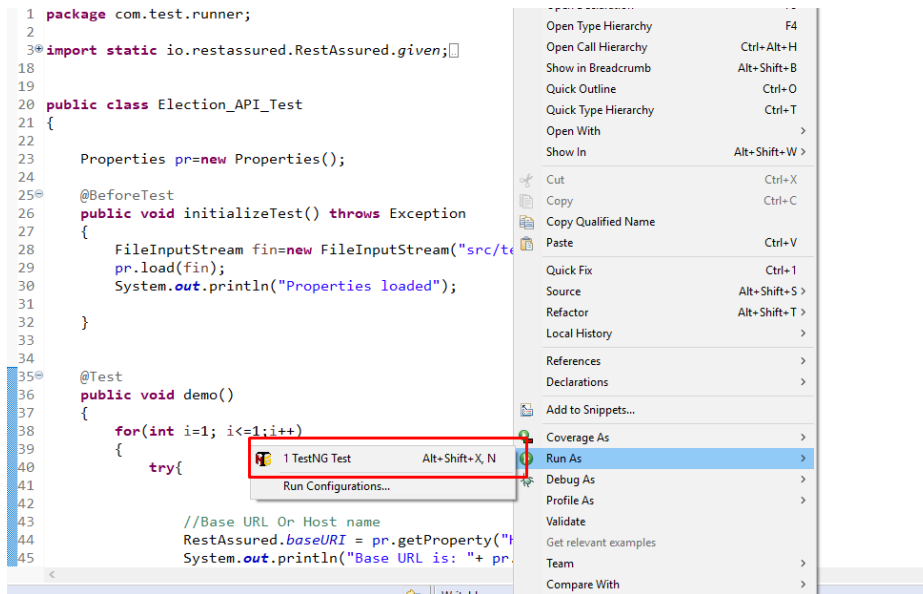 1 package com.test.runner;
2
3 import static io.restassured.RestAssured.given;
18
19
20 public class Election_API_Test
21 {
22
23 Properties pr=new Properties();
24
25 @BeforeTest
26 public void initializeTest() throws Exception
27 {
28 FileInputStream fin=new FileInputStream("src/te
29 pr.load(fin);
30 System.out.println("Properties loaded");
31
32 }
33
34
35 @Test
36 public void demo()
37 {
38 for(int i=1; i<=1;i++)
39 {
40 try{
41
42
43 //Base URL Or Host name
44 RestAssured.baseURI = pr.getProperty("H
45 System.out.println("Base URL is: "+ pr.
1 TestNG Test Alt+Shift+X, N
Run Configurations...
Open Type Hierarchy F4
Open Call Hierarchy Ctrl+Alt+H
Show in Breadcrumb Alt+Shift+B
Quick Outline Ctrl+O
Quick Type Hierarchy Ctrl+T
Open With >
Show In Alt+Shift+W >
Cut Ctrl+X
Copy Ctrl+C
Copy Qualified Name
Paste Ctrl+V
Quick Fix Ctrl+1
Source Alt+Shift+S >
Refactor Alt+Shift+T >
Local History >
References >
Declarations >
Add to Snippets...
Coverage As >
Run As >
Debug As >
Profile As >
Validate
Get relevant examples
Team >
Compare With >